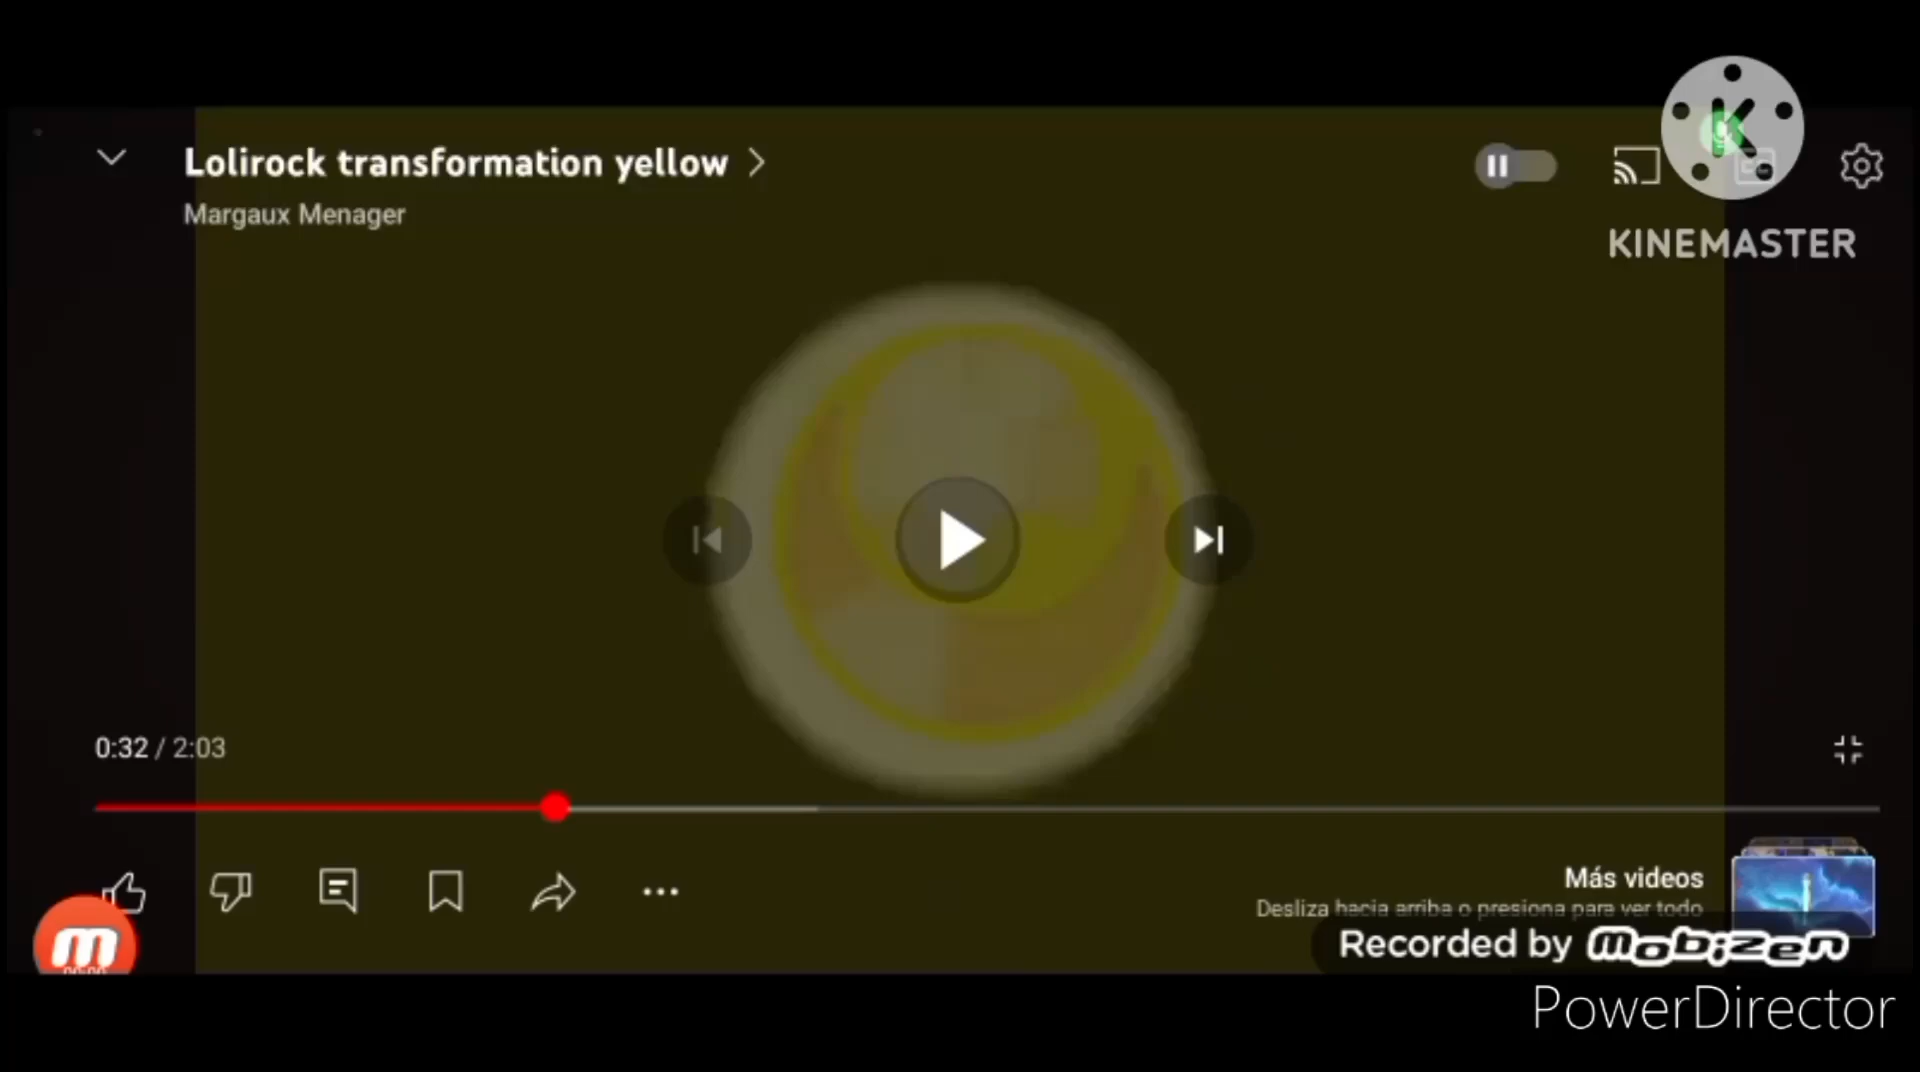 Lolirock transformation yellow
Margaux Menager
KINEMASTER
0:32 / 2:03
Más videos
Desliza hacia arriba o presiona para ver todo
Recorded by mobizen
PowerDirector